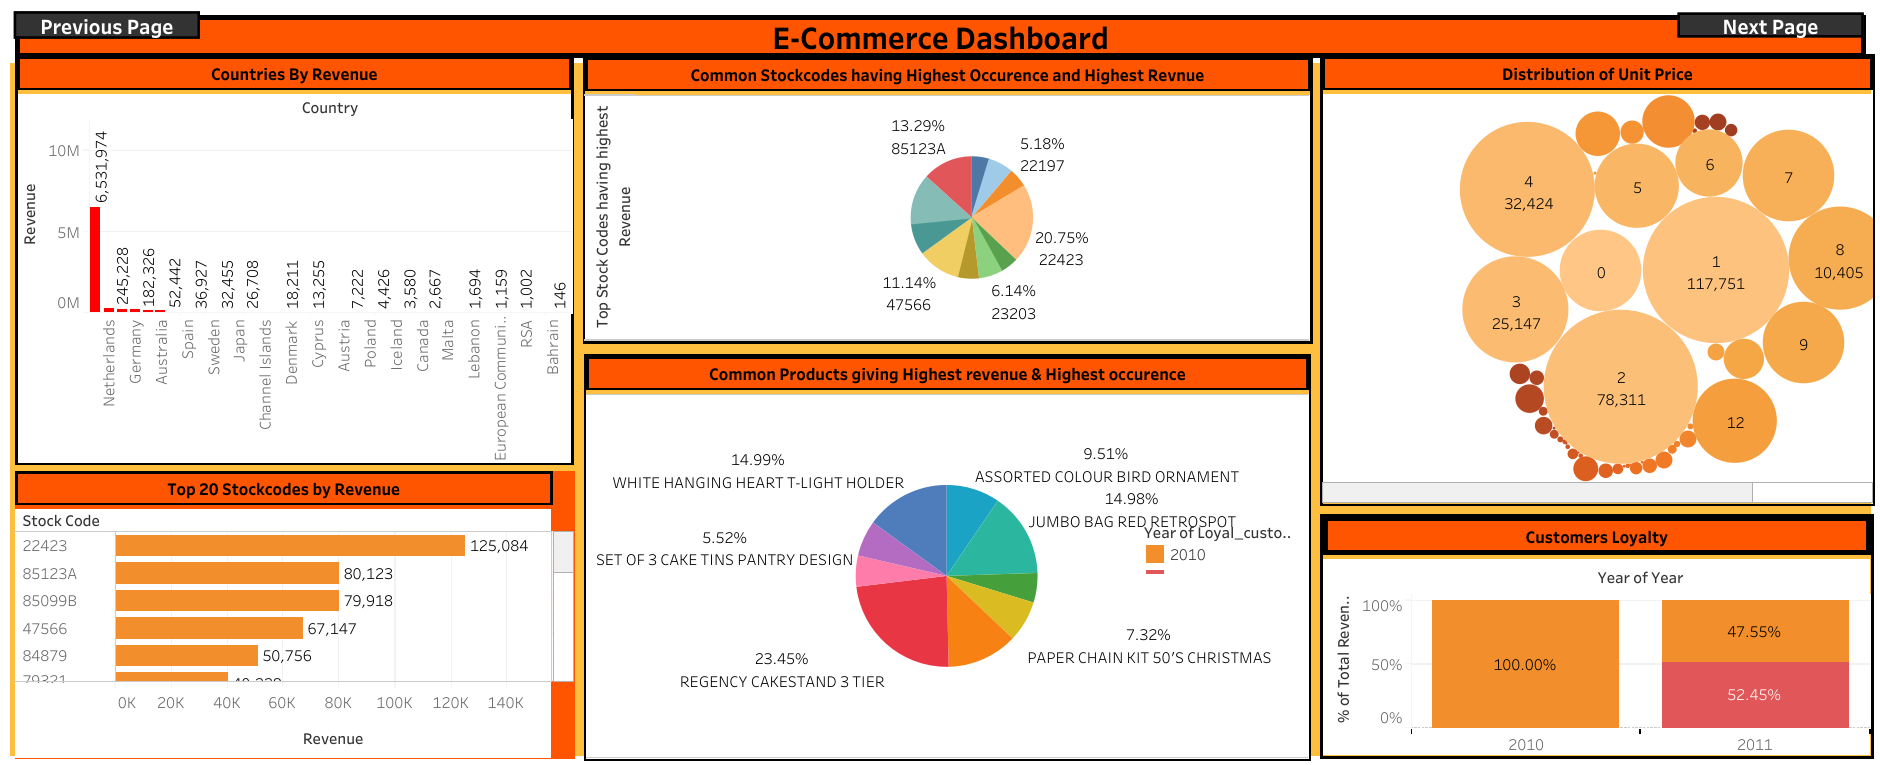 Previous Page
E-Commerce Dashboard
Next Page
Countries By Revenue
Country
Revenue
10M
5M
0M
6,531,974
245,228
182,326
52,442
36,927
32,455
26,708
18,211
13,255
7,222
4,426
3,580
2,667
1,694
1,159
1,002
146
Netherlands
Germany
Australia
Spain
Sweden
Japan
Channel Islands
Denmark
Cyprus
Austria
Poland
Iceland
Canada
Malta
Lebanon
European Communi..
RSA
Bahrain
Top 20 Stockcodes by Revenue
Stock Code
22423
125,084
85123A
80,123
85099B
79,918
47566
67,147
84879
50,756
79321
0K
20K
40K
60K
80K
100K
120K
140K
Revenue
Common Stockcodes having Highest Occurence and Highest Revnue
Top Stock Codes having highest
Revenue
13.29%
85123A
5.18%
22197
20.75%
22423
11.14%
47566
6.14%
23203
Common Products giving Highest revenue & Highest occurence
14.99%
WHITE HANGING HEART T-LIGHT HOLDER
9.51%
ASSORTED COLOUR BIRD ORNAMENT
14.98%
JUMBO BAG RED RETROSPOT
5.52%
SET OF 3 CAKE TINS PANTRY DESIGN
7.32%
PAPER CHAIN KIT 50'S CHRISTMAS
23.45%
REGENCY CAKESTAND 3 TIER
Year of Loyal_custo..
2010
Distribution of Unit Price
4
32,424
5
6
7
0
1
117,751
8
10,405
3
25,147
9
2
78,311
12
Customers Loyalty
Year of Year
% of Total Reven..
100%
50%
0%
100.00%
47.55%
52.45%
2010
2011